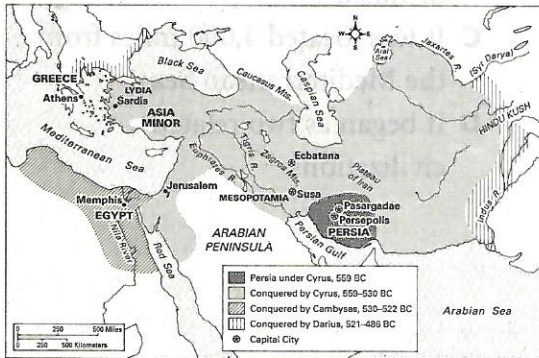 Black Sea
Caucasus Mts.
Caspian Sea
Aral
Sea
Jaxartes R.
(Syr Darya)
GREECE
Athens
LYDIA
Sardis
ASIA
MINOR
HINDU KUSH
Mediterranean Sea
Euphrates R.
Tigris
Zagros Mts.
Ecbatana
Plateau
of Iran
Jerusalem
MESOPOTAMIA
Susa
Pasargadae
Persepolis
PERSIA
Indus R.
Memphis
EGYPT
Nile River
Red Sea
ARABIAN
PENINSULA
Persian Gulf
Arabian Sea
Persia under Cyrus, 559 BC
Conquered by Cyrus, 559–530 BC
Conquered by Cambyses, 530–522 BC
Conquered by Darius, 521–486 BC
Capital City
0 250 500 Miles
0 250 500 Kilometers